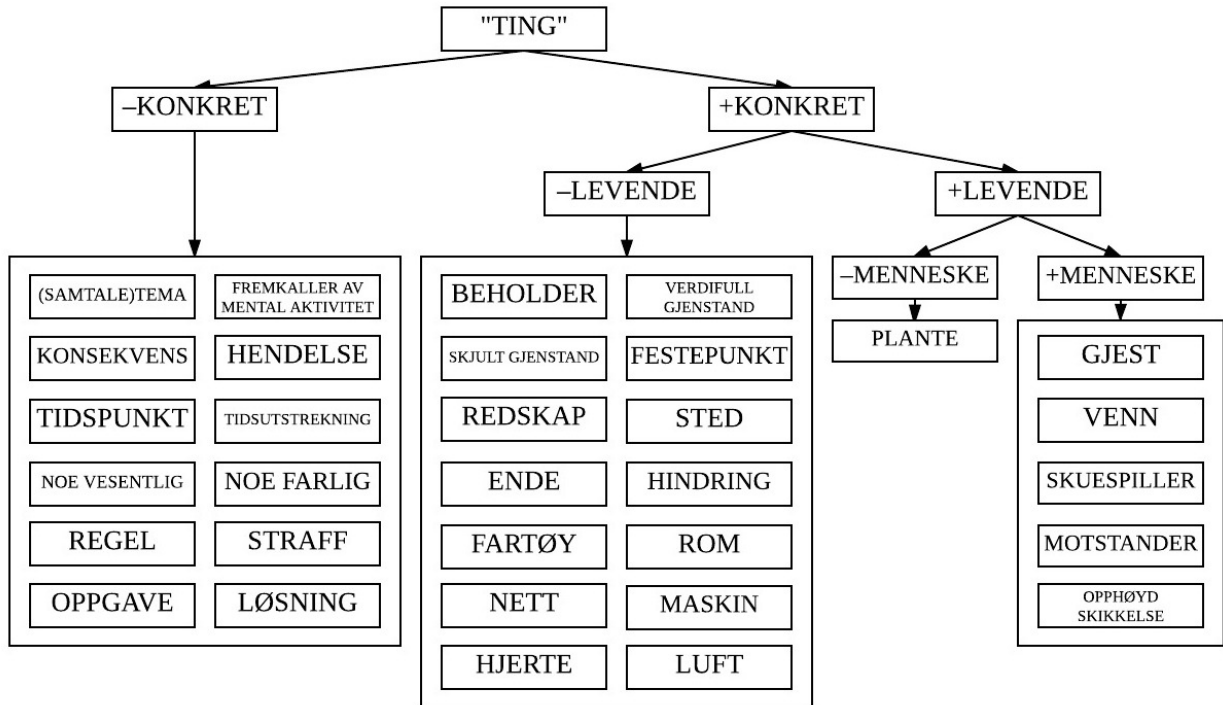 "TING"
–KONKRET
+KONKRET
–LEVENDE
+LEVENDE
–MENNESKE
+MENNESKE
(SAMTALE)TEMA
FREMKALLER AV
MENTAL AKTIVITET
KONSEKVENS
HENDELSE
TIDSPUNKT
TIDSUTSTREKNING
NOE VESENTLIG
NOE FARLIG
REGEL
STRAFF
OPPGAVE
LØSNING
BEHOLDER
VERDIFULL
GJENSTAND
SKJULT GJENSTAND
FESTEPUNKT
REDSKAP
STED
ENDE
HINDRING
FARTØY
ROM
NETT
MASKIN
HJERTE
LUFT
PLANTE
GJEST
VENN
SKUESPILLER
MOTSTANDER
OPPHØYD
SKIKKELSE